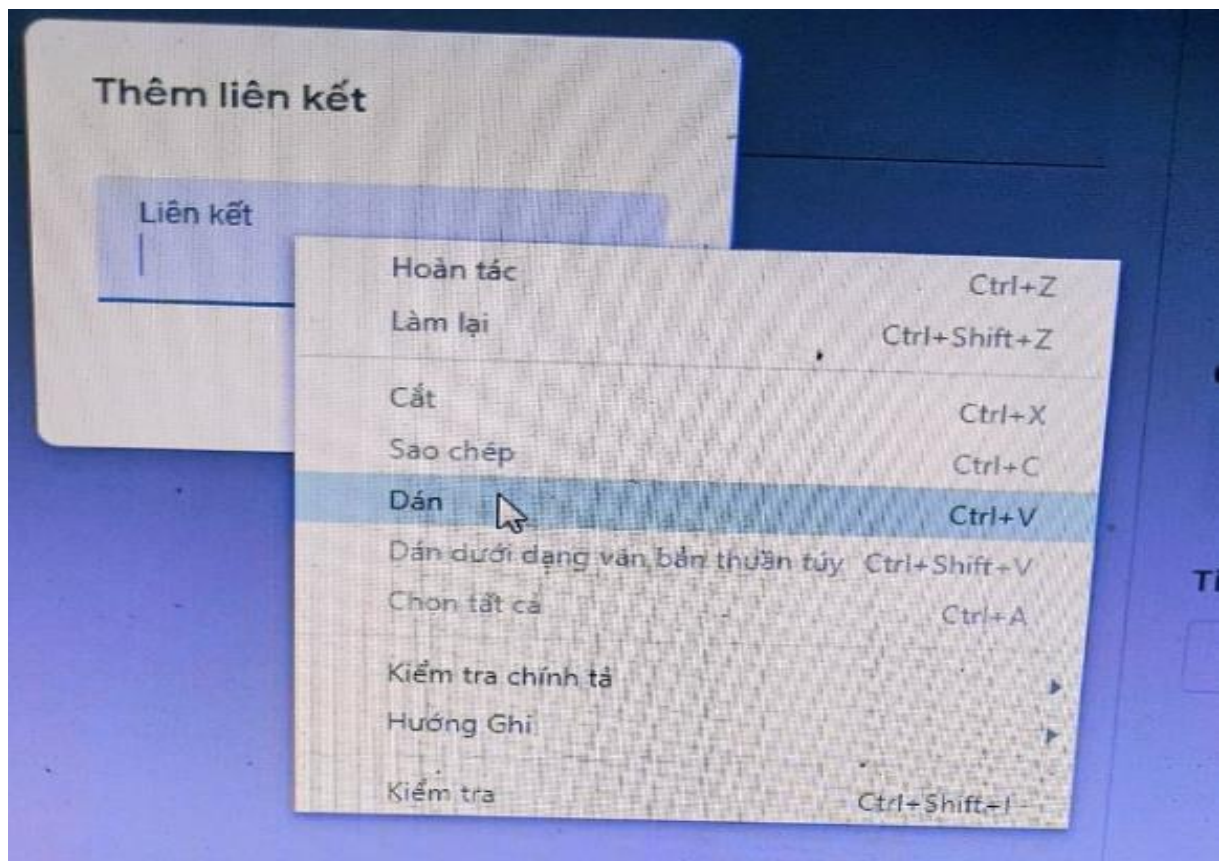 Thêm liên kết
Liên kết
Hoàn tác Ctrl+Z
Làm lại Ctrl+Shift+Z
Cắt Ctrl+X
Sao chép Ctrl+C
Dán Ctrl+V
Dán dưới dạng văn bản thuần túy Ctrl+Shift+V
Chọn tất cả Ctrl+A
Kiểm tra chính tả
Hướng Ghi
Kiểm tra Ctrl+Shift+I